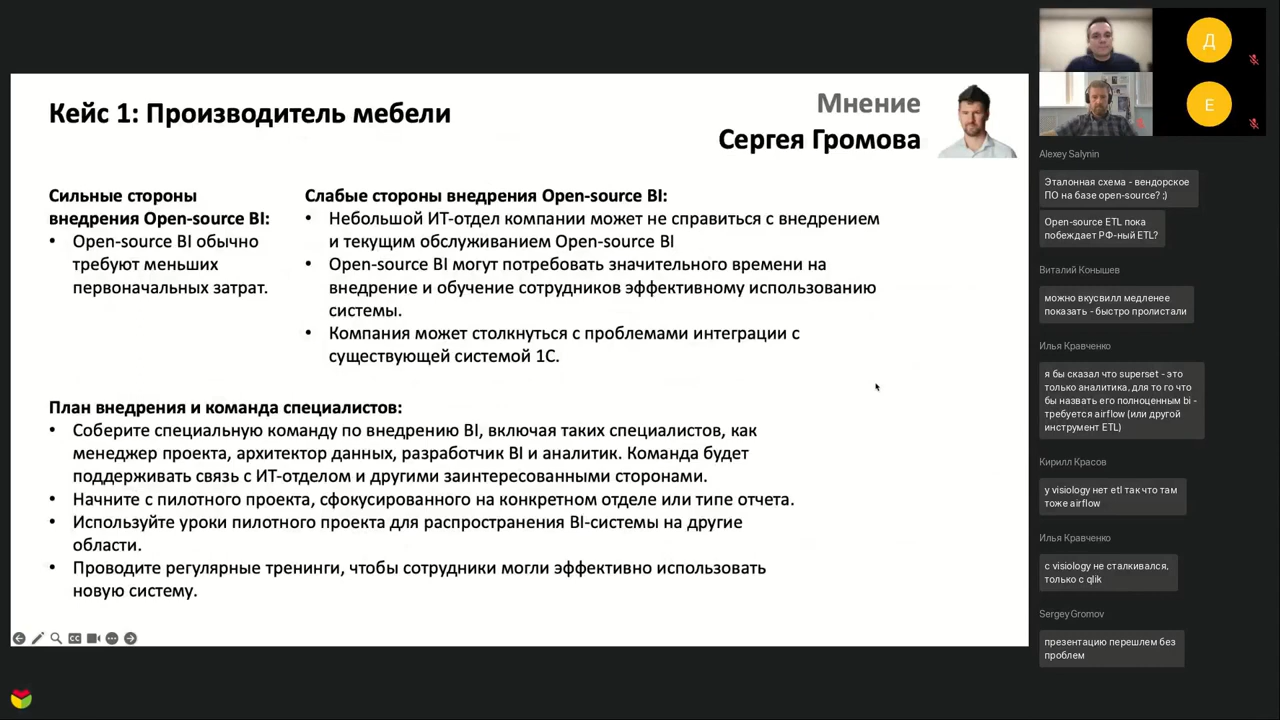 Кейс 1: Производитель мебели
Мнение
Сергея Громова
Сильные стороны
внедрения Open-source BI:
• Open-source BI обычно
требуют меньших
первоначальных затрат.
Слабые стороны внедрения Open-source BI:
• Небольшой ИТ-отдел компании может не справиться с внедрением
и текущим обслуживанием Open-source BI
• Open-source BI могут потребовать значительного времени на
внедрение и обучение сотрудников эффективному использованию
системы.
• Компания может столкнуться с проблемами интеграции с
существующей системой 1С.
План внедрения и команда специалистов:
• Соберите специальную команду по внедрению BI, включая таких специалистов, как
менеджер проекта, архитектор данных, разработчик BI и аналитик. Команда будет
поддерживать связь с ИТ-отделом и другими заинтересованными сторонами.
• Начните с пилотного проекта, сфокусированного на конкретном отделе или типе отчета.
• Используйте уроки пилотного проекта для распространения BI-системы на другие
области.
• Проводите регулярные тренинги, чтобы сотрудники могли эффективно использовать
новую систему.
CC
Д
Е
Alexey Salynin
Эталонная схема - вендорское
ПО на базе open-source? ;)
Open-source ETL пока
побеждает РФ-ный ETL?
Виталий Конышев
можно вкусвилл медленее
показать - быстро пролистали
Илья Кравченко
я бы сказал что superset - это
только аналитика, для то го что
бы назвать его полноценным bi -
требуется airflow (или другой
инструмент ETL)
Кирилл Красов
у visiology нет etl так что там
тоже airflow
Илья Кравченко
с visiology не сталкивался,
только с qlik
Sergey Gromov
презентацию перешлем без
проблем